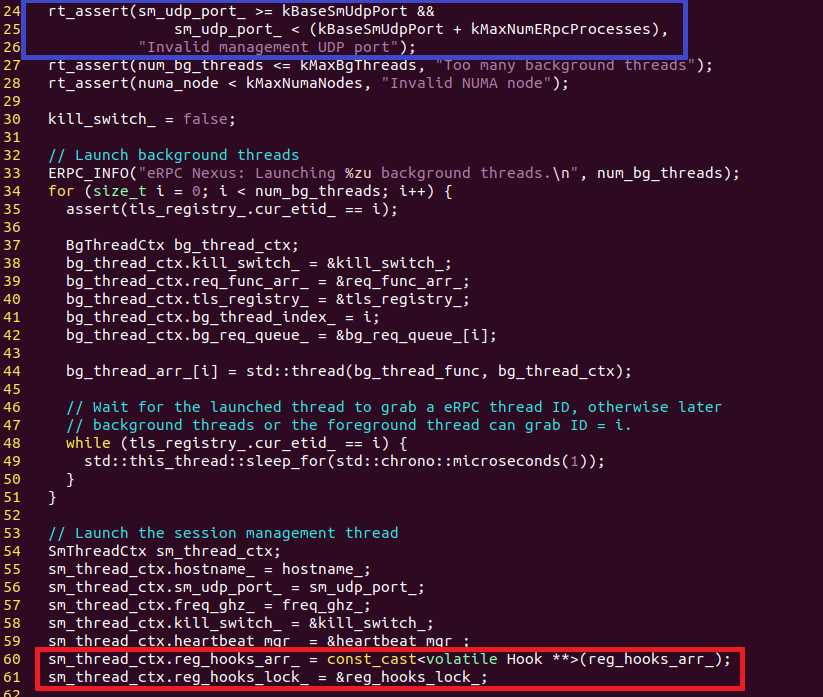 24   rt_assert(sm_udp_port_ >= kBaseSmUdpPort &&
25                 sm_udp_port_ < (kBaseSmUdpPort + kMaxNumERpcProcesses),
26             "Invalid management UDP port");
27   rt_assert(num_bg_threads <= kMaxBgThreads, "Too many background threads");
28   rt_assert(numa_node < kMaxNumaNodes, "Invalid NUMA node");
29
30   kill_switch_ = false;
31
32   // Launch background threads
33   ERPC_INFO("eRPC Nexus: Launching %zu background threads.\n", num_bg_threads);
34   for (size_t i = 0; i < num_bg_threads; i++) {
35     assert(tls_registry_.cur_etid_ == i);
36
37     BgThreadCtx bg_thread_ctx;
38     bg_thread_ctx.kill_switch_ = &kill_switch_;
39     bg_thread_ctx.req_func_arr_ = &req_func_arr_;
40     bg_thread_ctx.tls_registry_ = &tls_registry_;
41     bg_thread_ctx.bg_thread_index_ = i;
42     bg_thread_ctx.bg_req_queue_ = &bg_req_queue_[i];
43
44     bg_thread_arr_[i] = std::thread(bg_thread_func, bg_thread_ctx);
45
46     // Wait for the launched thread to grab a eRPC thread ID, otherwise later
47     // background threads or the foreground thread can grab ID = i.
48     while (tls_registry_.cur_etid_ == i) {
49       std::this_thread::sleep_for(std::chrono::microseconds(1));
50     }
51   }
52
53   // Launch the session management thread
54   SmThreadCtx sm_thread_ctx;
55   sm_thread_ctx.hostname_ = hostname_;
56   sm_thread_ctx.sm_udp_port_ = sm_udp_port_;
57   sm_thread_ctx.freq_ghz_ = freq_ghz_;
58   sm_thread_ctx.kill_switch_ = &kill_switch_;
59   sm_thread_ctx.heartbeat_mgr_ = &heartbeat_mgr_;
60   sm_thread_ctx.reg_hooks_arr_ = const_cast<volatile Hook **>(reg_hooks_arr_);
61   sm_thread_ctx.reg_hooks_lock_ = &reg_hooks_lock_;
62